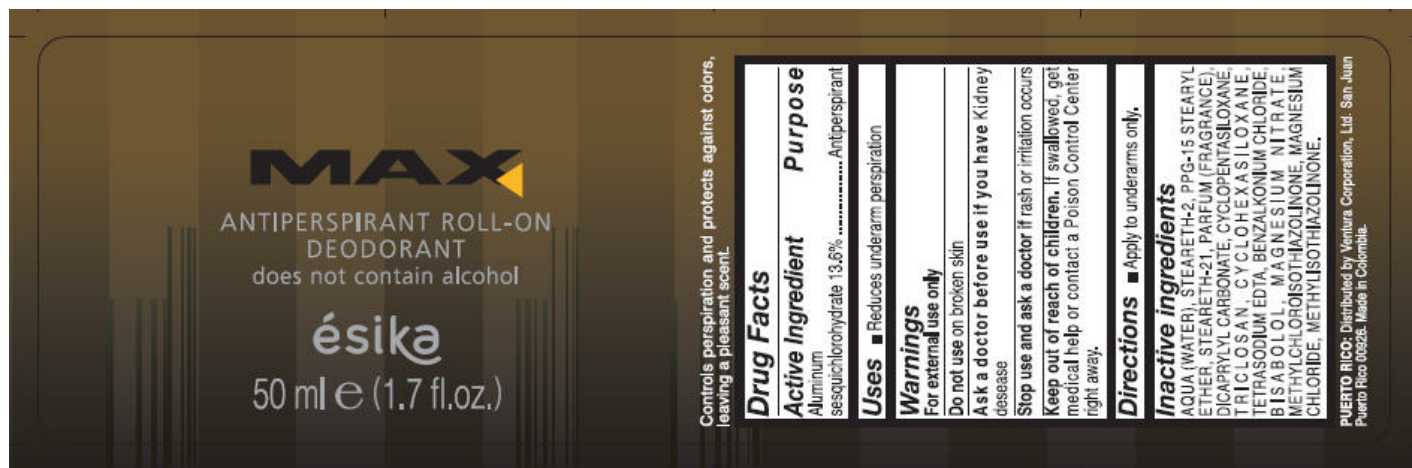 MAX
ANTIPERSPIRANT ROLL-ON
DEODORANT
does not contain alcohol
ésika
50 ml e (1.7 fl.oz.)
Controls perspiration and protects against odors,
leaving a pleasant scent.
Drug Facts
Active Ingredient Purpose
Aluminum
sesquichlorohydrate 13.6% ............... Antiperspirant
Uses ■ Reduces underarm perspiration
Warnings
For external use only
Do not use on broken skin
Ask a doctor before use if you have Kidney
desease
Stop use and ask a doctor if rash or irritation occurs
Keep out of reach of children. If swallowed, get
medical help or contact a Poison Control Center
right away.
Directions ■ Apply to underarms only.
Inactive ingredients
AQUA (WATER), STEARETH-2, PPG-15 STEARYL
ETHER, STEARETH-21, PARFUM (FRAGRANCE),
DICAPRYLYL CARBONATE, CYCLOPENTASILOXANE,
TRICLOSAN, CYCLOHEXASILOXANE,
TETRASODIUM EDTA, BENZALKONIUM CHLORIDE,
BISABOLOL, MAGNESIUM NITRATE,
METHYLCHLOROISOTHIAZOLINONE, MAGNESIUM
CHLORIDE, METHYLISOTHIAZOLINONE.
PUERTO RICO: Distributed by Ventura Corporation, Ltd. San Juan
Puerto Rico 00926. Made in Colombia.